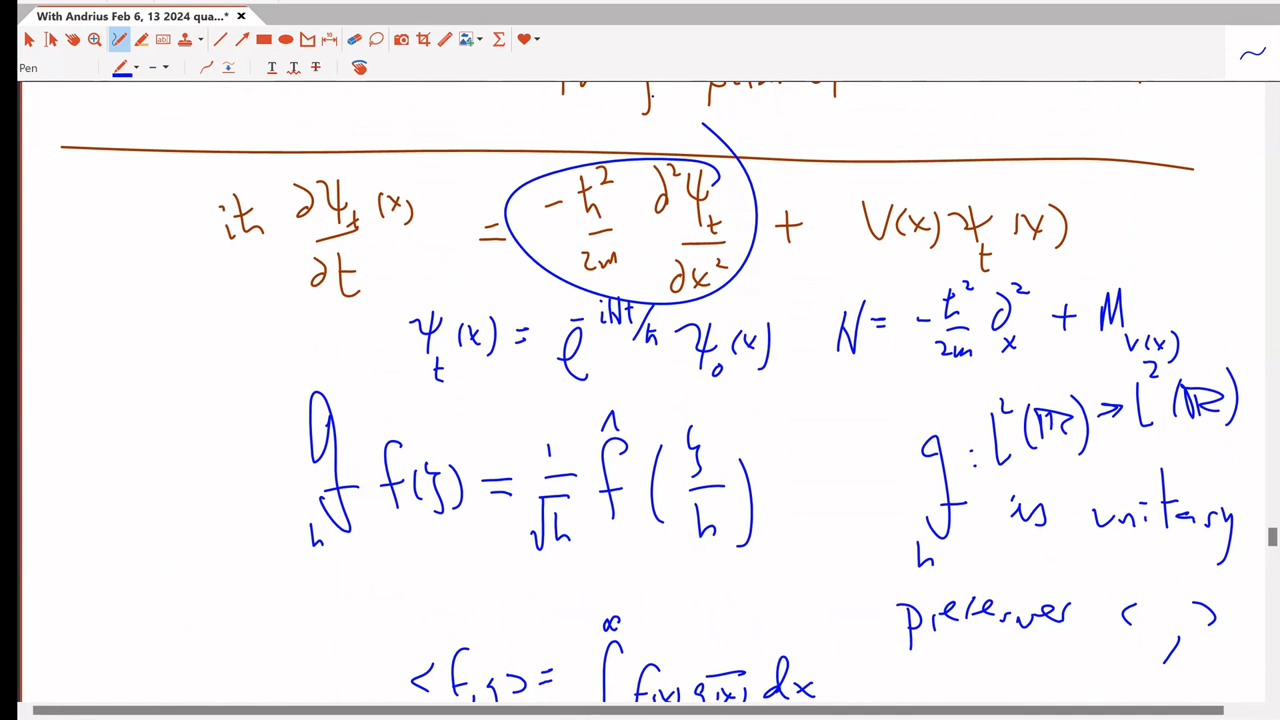 With Andrius Feb 6, 13 2024 qua...*
Pen
iħ ∂ψ_t(x)/∂t = -ħ²/2m ∂²ψ_t/∂x² + V(x)ψ_t(x)
ψ_t(x) = e^{-iHt/ħ} ψ_0(x) H = -ħ²/2m ∂_x² + M_{V(x)}
F_h f(ξ) = 1/√h f̂(ξ/h) F_h : L²(ℝ) → L²(ℝ)
is unitary
preserves < , >
<f,g> = ∫^∞ f(x) g(x)‾ dx